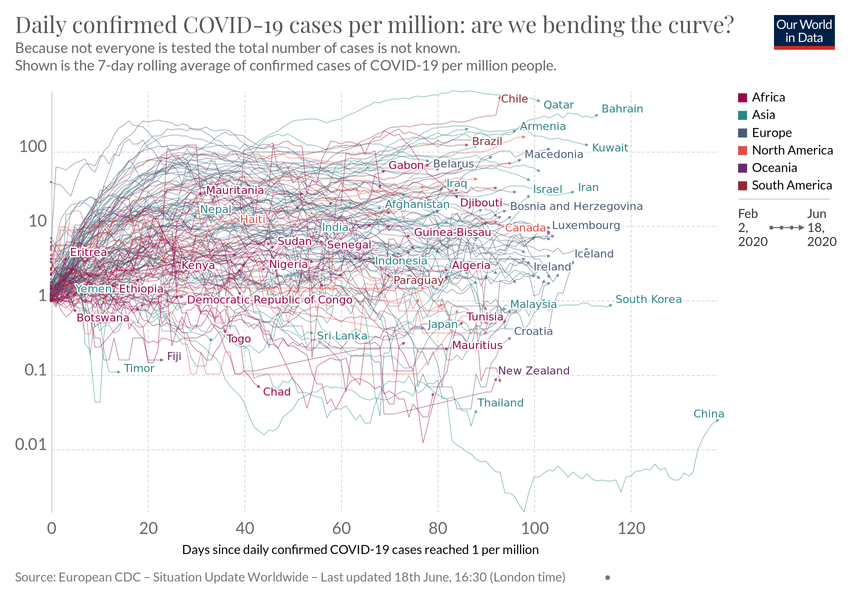 Daily confirmed COVID-19 cases per million: are we bending the curve?
Because not everyone is tested the total number of cases is not known.
Shown is the 7-day rolling average of confirmed cases of COVID-19 per million people.
Our World
in Data
Africa
Asia
Europe
North America
Oceania
South America
Feb
2,
2020
Jun
18,
2020
100
10
1
0.1
0.01
Chile
Qatar
Bahrain
Armenia
Brazil
Kuwait
Macedonia
Gabon
Belarus
Iraq
Israel
Iran
Mauritania
Afghanistan
Djibouti
Bosnia and Herzegovina
Nepal
Haiti
India
Guinea-Bissau
Canada
Luxembourg
Sudan
Senegal
Eritrea
Iceland
Kenya
Nigeria
Indonesia
Algeria
Ireland
Paraguay
Yemen
Ethiopia
Democratic Republic of Congo
Malaysia
South Korea
Botswana
Tunisia
Japan
Croatia
Togo
Sri Lanka
Mauritius
Fiji
Timor
New Zealand
Chad
Thailand
China
0
20
40
60
80
100
120
Days since daily confirmed COVID-19 cases reached 1 per million
Source: European CDC – Situation Update Worldwide – Last updated 18th June, 16:30 (London time)